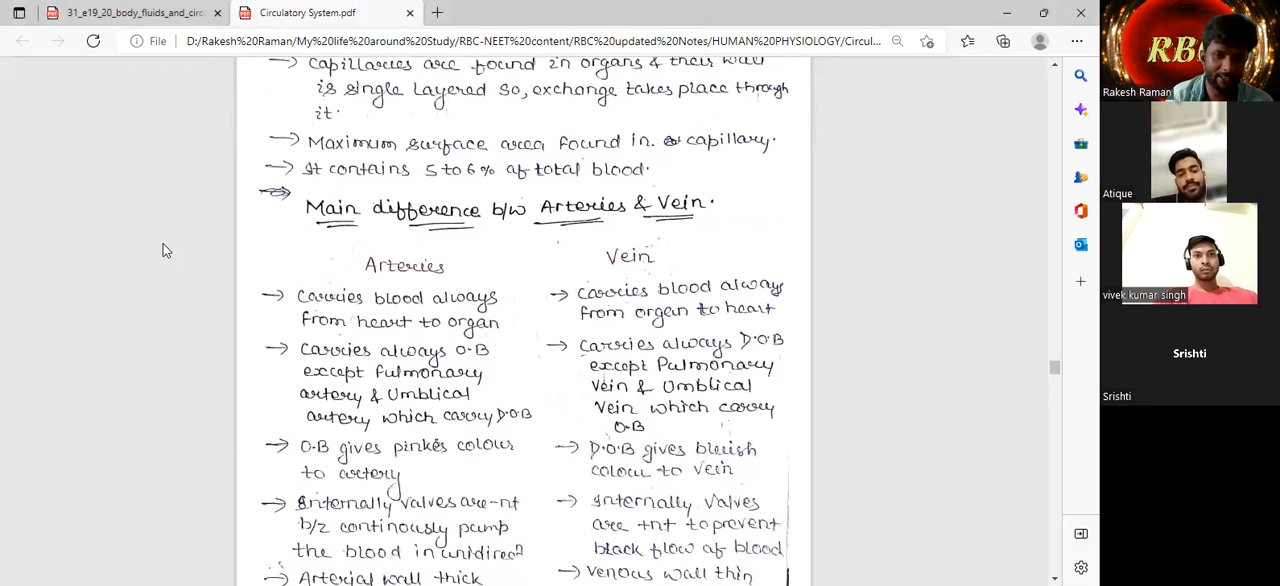 31_e19_20_body_fluids_and_circ
Circulatory System.pdf
File
D:/Rakesh%20Raman/My%20life%20around%20Study/RBC-NEET%20content/RBC%20updated%20Notes/HUMAN%20PHYSIOLOGY/Circul...
RBC
Rakesh Raman
Atique
vivek kumar singh
Srishti
Srishti
→ Capillaries are found in organs & their wall
is single layered so, exchange takes place through
it.
→ Maximum surface area found in capillary.
→ It contains 5 to 6% of total blood.
Main difference b/w Arteries & Vein.
Arteries
→ Carries blood always
from heart to organ
→ Carries always O.B
except Pulmonary
artery & Umblical
artery which carry D.O.B
→ O.B gives pinkes colour
to artery
→ Internally valves are -nt
b/z continously pump
the blood in unidirecn
→ Arterial wall thick
Vein
→ Carries blood always
from organ to heart
→ Carries always D.O.B
except Pulmonary
Vein & Umblical
Vein which carry
O.B
→ D.O.B gives bleuish
colour to vein
→ Internally valves
are +nt to prevent
black flow of blood
→ Venous wall thin